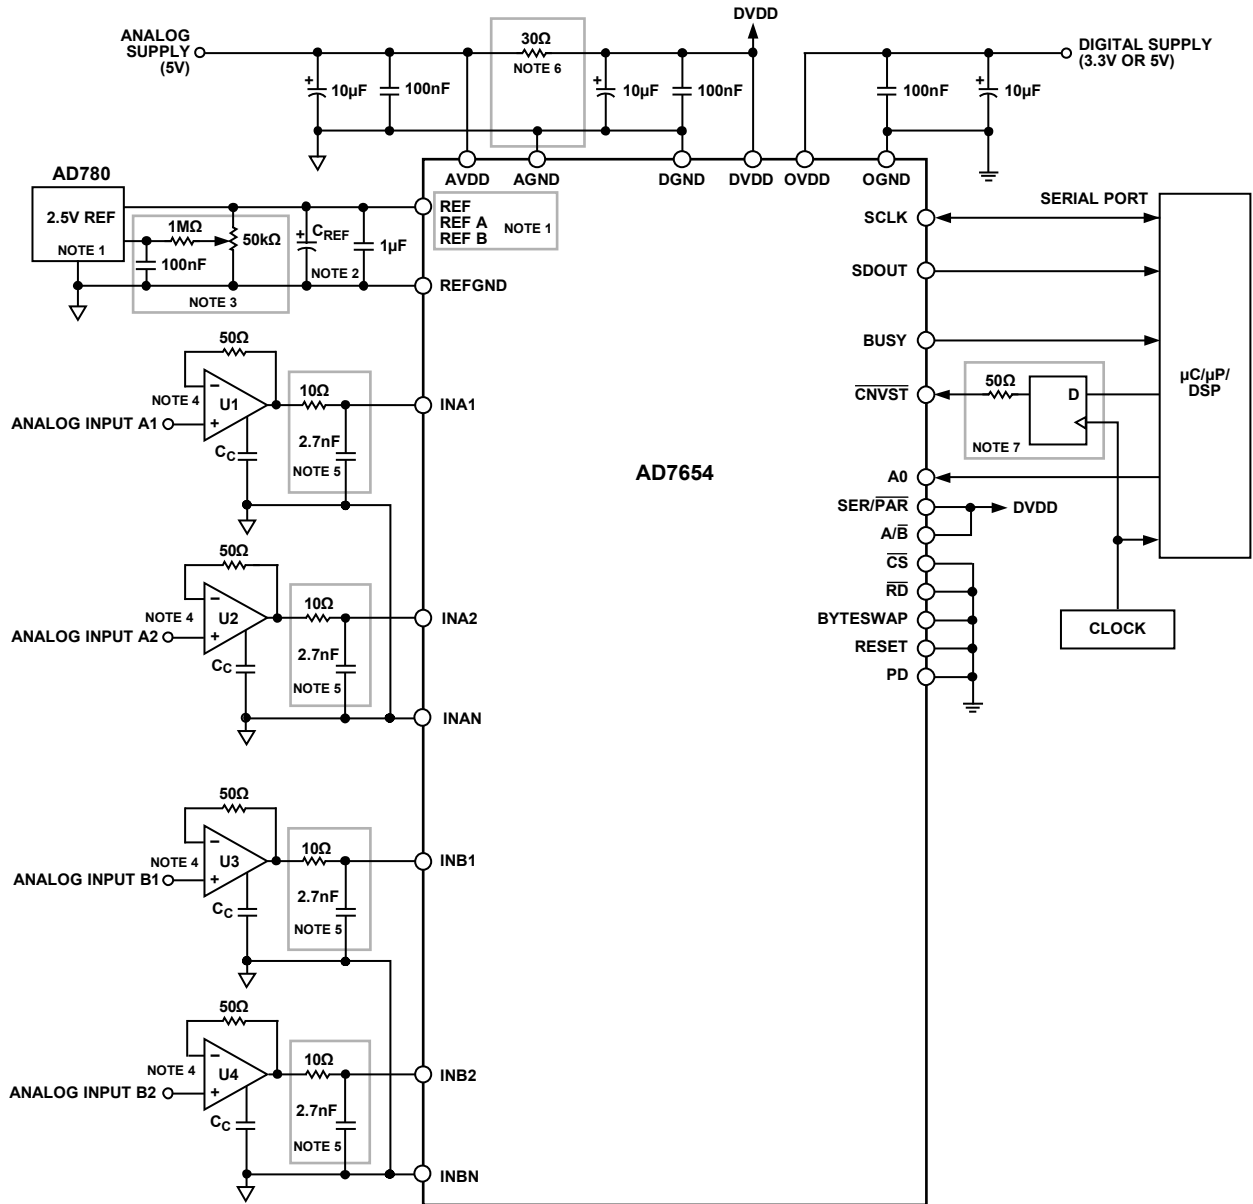 DVDD
ANALOG
SUPPLY
(5V)
30Ω
NOTE 6
DIGITAL SUPPLY
(3.3V OR 5V)
+
10µF
100nF
+
10µF
100nF
100nF
+
10µF
AD780
AVDD
AGND
DGND
DVDD
OVDD
OGND
2.5V REF
NOTE 1
1MΩ
50kΩ
100nF
NOTE 3
+
CREF
NOTE 2
1µF
REF
REF A
REF B
NOTE 1
REFGND
SCLK
SERIAL PORT
SDOUT
BUSY
CNVST
50Ω
D
NOTE 7
µC/µP/
DSP
50Ω
NOTE 4
−
U1
+
ANALOG INPUT A1
CC
10Ω
2.7nF
NOTE 5
INA1
AD7654
A0
SER/PAR
DVDD
A/B
CS
RD
BYTESWAP
RESET
PD
CLOCK
50Ω
NOTE 4
−
U2
+
ANALOG INPUT A2
CC
10Ω
2.7nF
NOTE 5
INA2
INAN
50Ω
NOTE 4
−
U3
+
ANALOG INPUT B1
CC
10Ω
2.7nF
NOTE 5
INB1
50Ω
NOTE 4
−
U4
+
ANALOG INPUT B2
CC
10Ω
2.7nF
NOTE 5
INB2
INBN